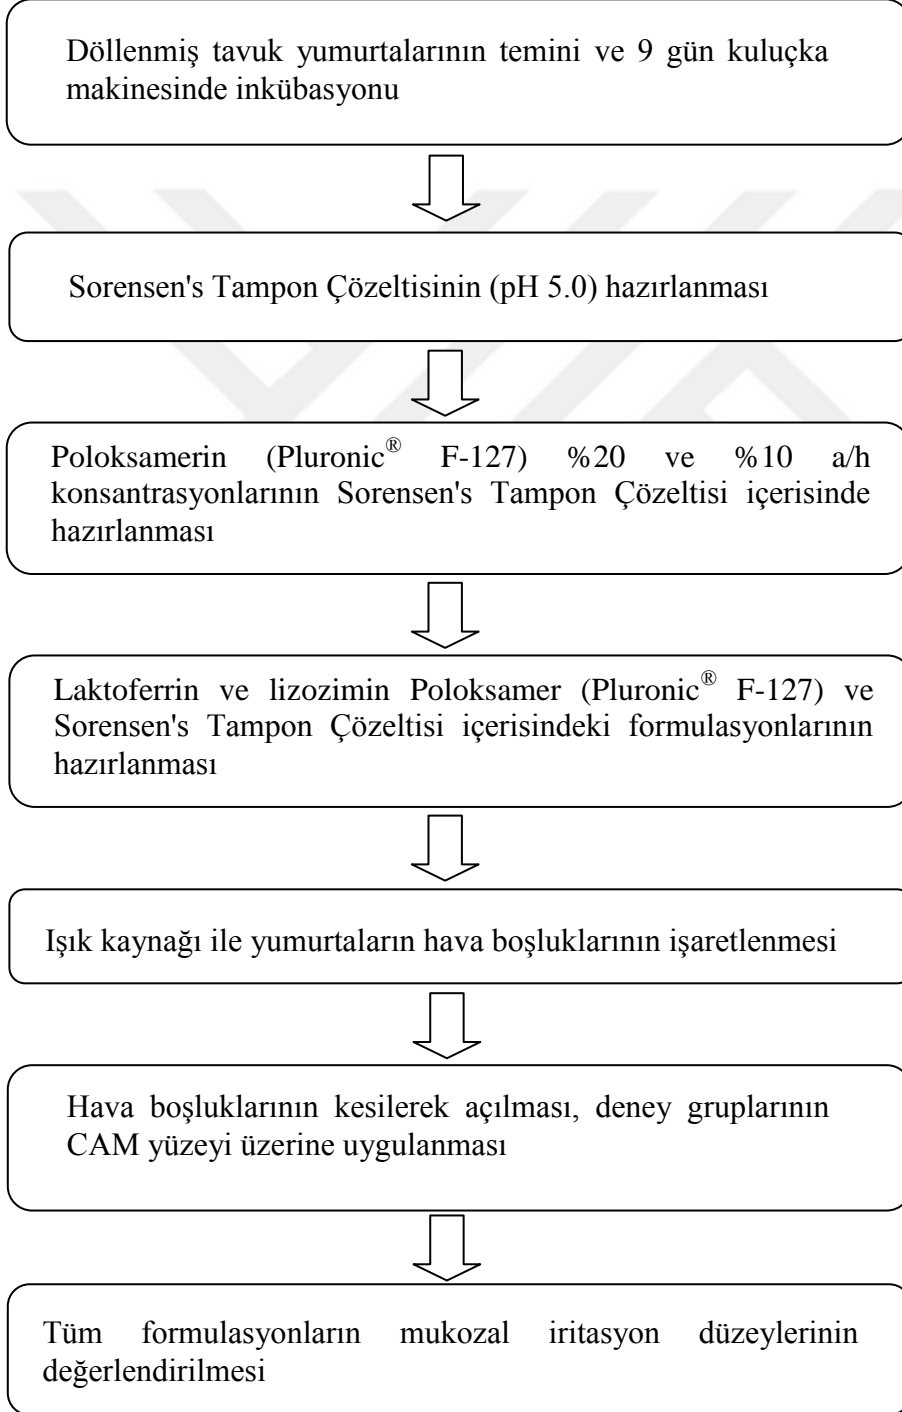 Döllenmiş tavuk yumurtalarının temini ve 9 gün kuluçka
makinesinde inkübasyonu
Sorensen's Tampon Çözeltisinin (pH 5.0) hazırlanması
Poloksamerin (Pluronic® F-127) %20 ve %10 a/h
konsantrasyonlarının Sorensen's Tampon Çözeltisi içerisinde
hazırlanması
Laktoferrin ve lizozimin Poloksamer (Pluronic® F-127) ve
Sorensen's Tampon Çözeltisi içerisindeki formulasyonlarının
hazırlanması
Işık kaynağı ile yumurtaların hava boşluklarının işaretlenmesi
Hava boşluklarının kesilerek açılması, deney gruplarının
CAM yüzeyi üzerine uygulanması
Tüm formulasyonların mukozal iritasyon düzeylerinin
değerlendirilmesi